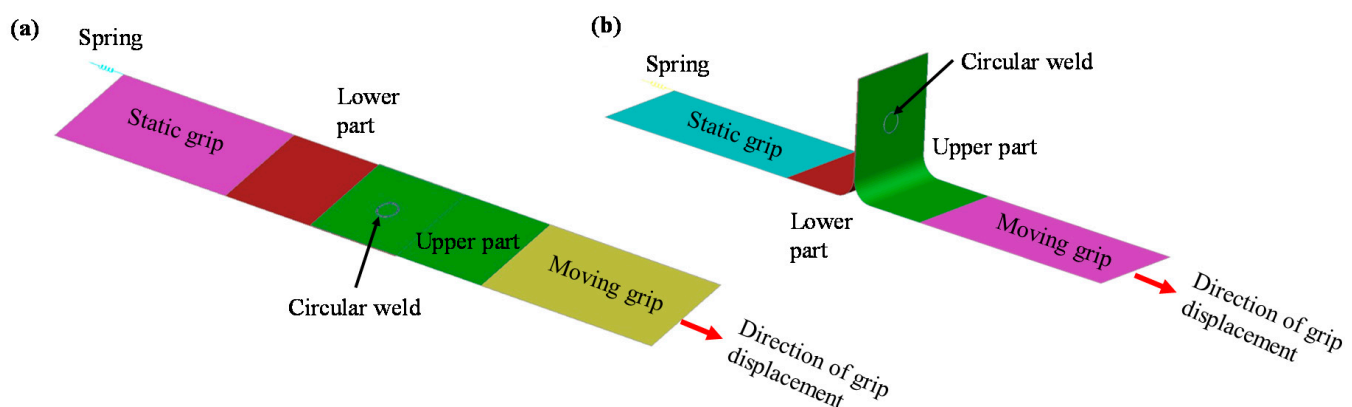 (a)
Spring
Static grip
Lower
part
Upper part
Circular weld
Moving grip
Direction of grip
displacement
(b)
Spring
Static grip
Circular weld
Upper part
Lower
part
Moving grip
Direction of grip
displacement